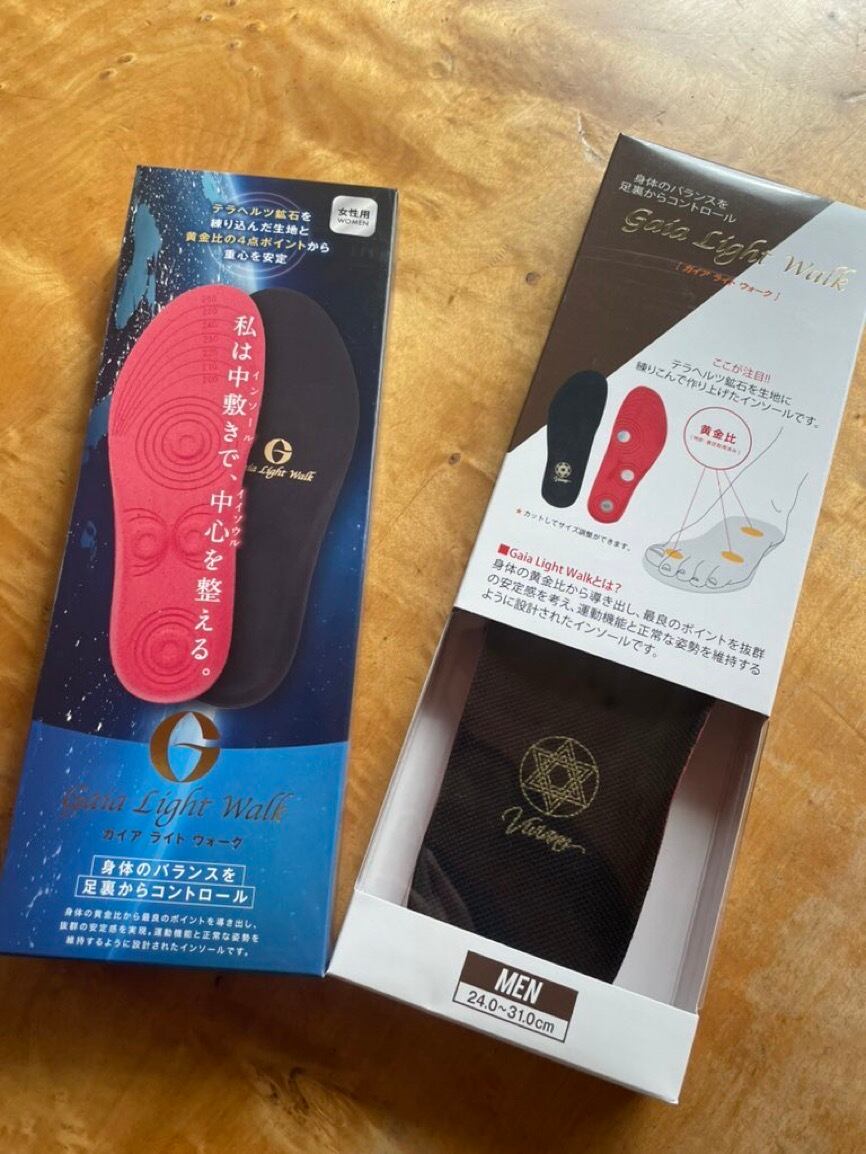 女性用
WOMEN
テラヘルツ鉱石を
練り込んだ生地と
黄金比の4点ポイントから
重心を安定
260
私は中敷きで、中心を整える。
インソール
イイソウル
G
Gaia Light Walk
G
Gaia Light Walk
ガイア ライト ウォーク
身体のバランスを
足裏からコントロール
身体の黄金比から最良のポイントを導き出し、
抜群の安定感を実現。運動機能と正常な姿勢を
維持するように設計されたインソールです。
身体のバランスを
足裏からコントロール
Gaia Light Walk
[ ガイア ライト ウォーク ]
ここが注目!!
テラヘルツ鉱石を生地に
練りこんで作り上げたインソールです。
黄金比
★カットしてサイズ調整ができます。
■Gaia Light Walkとは?
身体の黄金比から導き出し、最良のポイントを抜群
の安定感を考え、運動機能と正常な姿勢を維持する
ように設計されたインソールです。
MEN
24.0~31.0cm